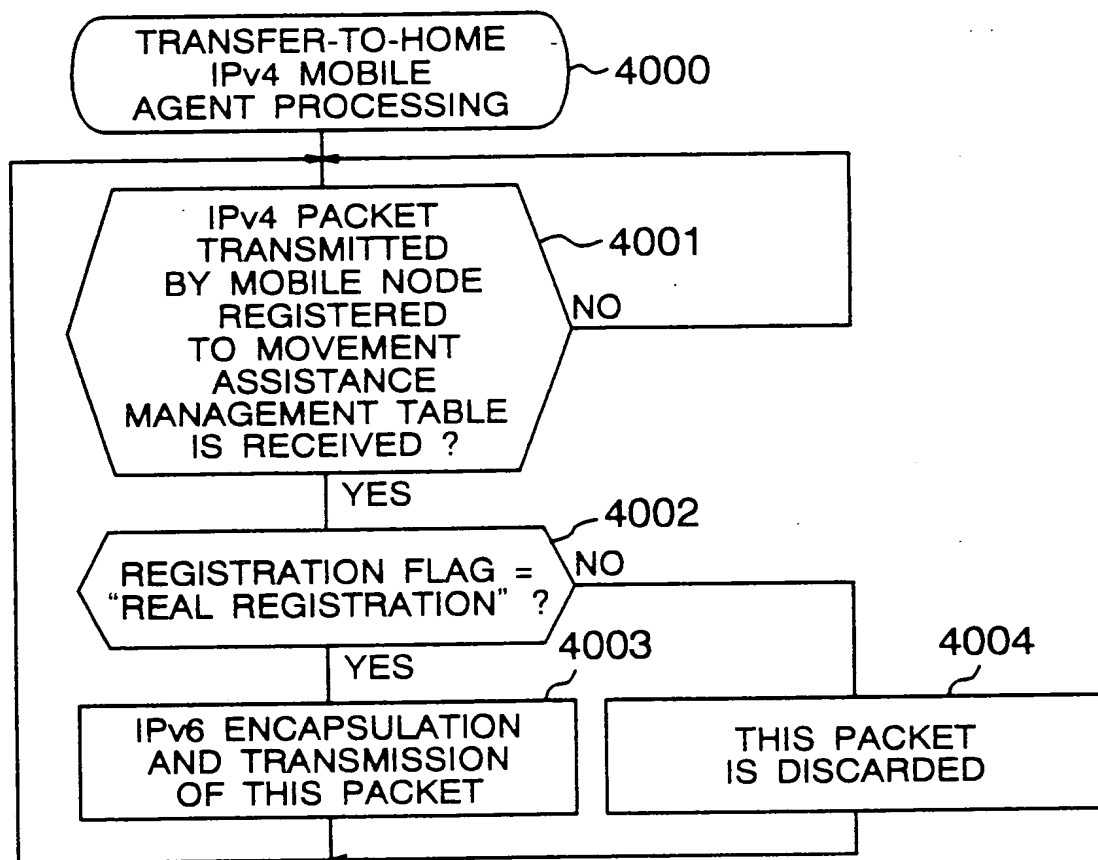 TRANSFER-TO-HOME
IPv4 MOBILE
AGENT PROCESSING
4000
IPv4 PACKET
TRANSMITTED
BY MOBILE NODE
REGISTERED
TO MOVEMENT
ASSISTANCE
MANAGEMENT TABLE
IS RECEIVED ?
4001
NO
YES
4002
REGISTRATION FLAG =
“REAL REGISTRATION” ?
NO
YES
4003
IPv6 ENCAPSULATION
AND TRANSMISSION
OF THIS PACKET
4004
THIS PACKET
IS DISCARDED